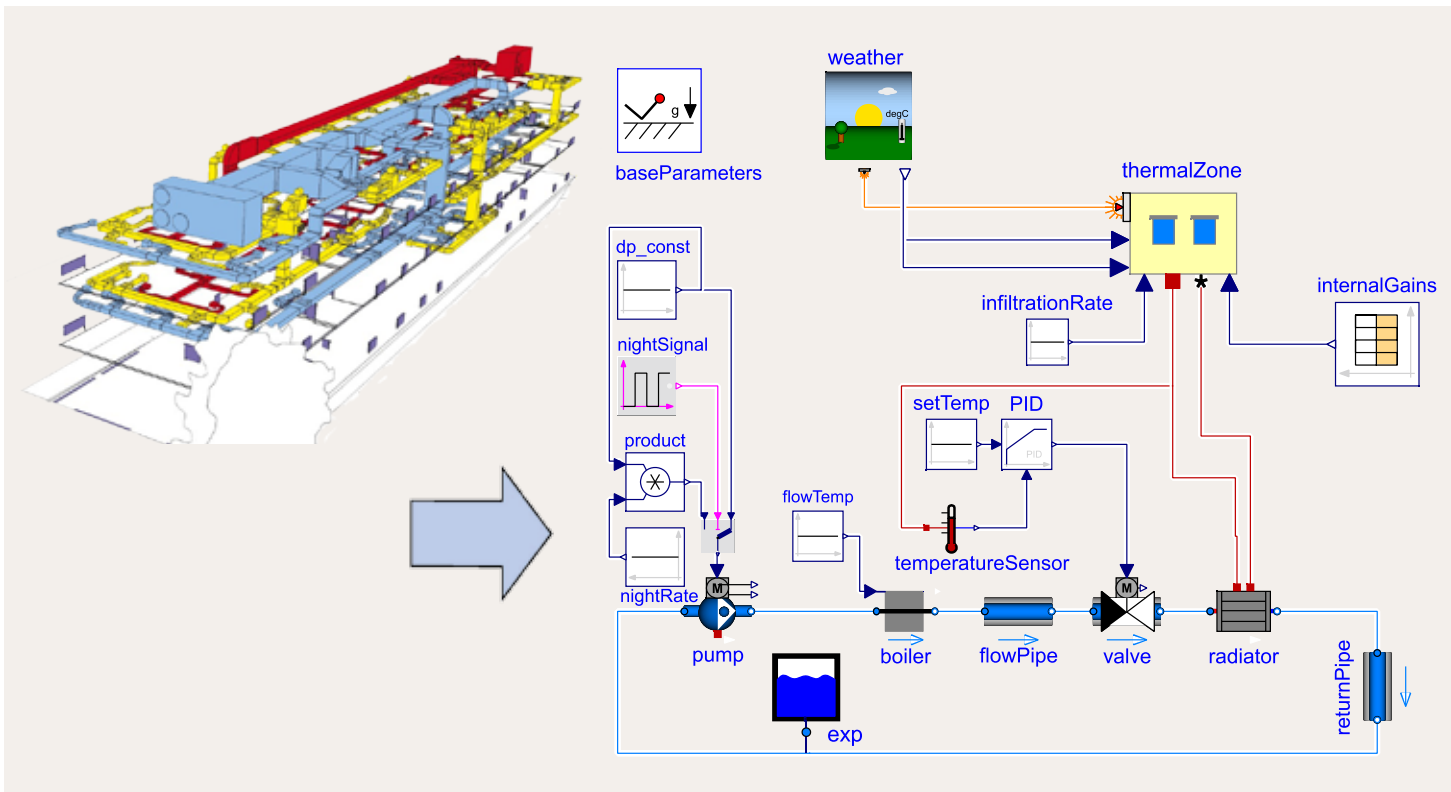 weather
degC
g
baseParameters
thermalZone
dp_const
infiltrationRate
internalGains
nightSignal
setTemp
PID
PID
product
flowTemp
temperatureSensor
nightRate
M
M
pump
boiler
flowPipe
valve
radiator
returnPipe
exp